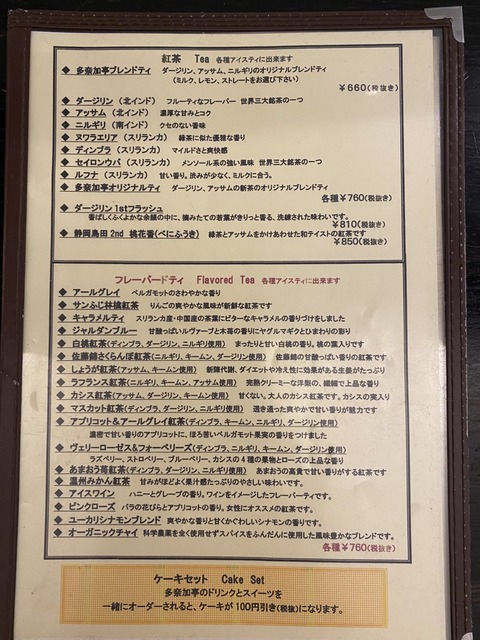 紅茶 Tea 各種アイスティに出来ます
◆ 多奈加亭ブレンドティ ダージリン、アッサム、ニルギリのオリジナルブレンドティ
(ミルク、レモン、ストレートをお選び下さい)
¥660(税抜き)
◆ ダージリン (北インド) フルーティなフレーバー 世界三大銘茶の一つ
◆ アッサム (北インド) 濃厚な甘みとコク
◆ ニルギリ (南インド) クセのない香味
◆ ヌワラエリア (スリランカ) 緑茶に似た優雅な香り
◆ ディンブラ (スリランカ) マイルドさと爽快感
◆ セイロンウバ (スリランカ) メンソール系の強い風味 世界三大銘茶の一つ
◆ ルフナ (スリランカ) 甘い香り。渋みが少なく、ミルクに合う。
◆ 多奈加亭オリジナルティ ダージリン、アッサムの新茶のオリジナルブレンドティ
各種¥760(税抜き)
◆ ダージリン 1stフラッシュ
香ばしくふくよかな余韻の中に、摘みたての若葉がきりっと香る、洗練された味わいです。
¥810(税抜き)
◆ 静岡島田 2nd 桃花香(べにふうき) 緑茶とアッサムをかけあわせた和テイストの紅茶です
¥850(税抜き)
フレーバードティ Flavored Tea 各種アイスティに出来ます
◆ アールグレイ ベルガモットのさわやかな香り
◆ サンふじ林檎紅茶 りんごの爽やかな風味が新鮮な紅茶です
◆ キャラメルティ スリランカ産・中国産の茶葉にビターなキャラメルの香りづけをしました
◆ ジャルダンブルー 甘酸っぱいルヴァーブと木苺の香りにヤグルマギクとひまわりの彩り
◆ 白桃紅茶(ディンブラ、ダージリン、ニルギリ使用) まったりと甘い白桃の香り。桃の葉入りです
◆ 佐藤錦さくらんぼ紅茶(ニルギリ、キームン、ダージリン使用) 佐藤錦の甘酸っぱい香りの紅茶です
◆ しょうが紅茶(アッサム、キームン使用) 新陳代謝、ダイエットや冷え性に効果がある生姜がたっぷり
◆ ラフランス紅茶(ニルギリ、キームン、アッサム使用) 完熟クリーミーな洋梨の、繊細で上品な香り
◆ カシス紅茶(アッサム、ダージリン、キームン使用) 甘くない。大人のカシス紅茶です。カシスの実入り
◆ マスカット紅茶(ディンブラ、ダージリン、ニルギリ使用) 透き通った爽やかで甘い香りが魅力です
◆ アプリコット&アールグレイ紅茶(ディンブラ、キームン、ダージリン使用)
濃密で甘い香りのアプリコットに、ほろ苦いベルガモット果実の香りをつけました
◆ ヴェリーローゼス&フォーベリーズ(ディンブラ、キームン、ダージリン使用)
ラズベリー、ストロベリー、ブルーベリー、カシスの4種の果物とローズの上品な香り
◆ あまおう苺紅茶(ディンブラ、ダージリン、ニルギリ使用) あまおうの高貴で甘い香りがする紅茶です
◆ 温州みかん紅茶 甘みがほどよく果汁感たっぷりのやさしい味わいです。
◆ アイスワイン ハニーとグレープの香り。ワインをイメージしたフレーバーティです。
◆ ピンクローズ バラの花びらとアプリコットの香り。女性にオススメの紅茶です。
◆ ユーカリシナモンブレンド 爽やかな香りと甘くかぐわしいシナモンの香りです。
◆ オーガニックチャイ 科学農薬を全く使用せずスパイスをふんだんに使用した風味豊かなブレンドです。
各種¥760(税抜き)
ケーキセット Cake Set
多奈加亭のドリンクとスイーツを
一緒にオーダーされると、ケーキが100円引き(税抜)になります。